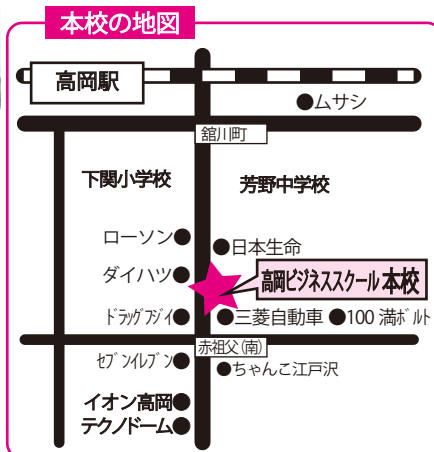 本校の地図
高岡駅
●ムサシ
舘川町
下関小学校
芳野中学校
ローソン●
●日本生命
ダイハツ●
高岡ビジネススクール本校
ドラッグフジイ●
●三菱自動車 ●100満ボルト
赤祖父(南)
セブンイレブン●
●ちゃんこ江戸沢
イオン高岡●
テクノドーム●